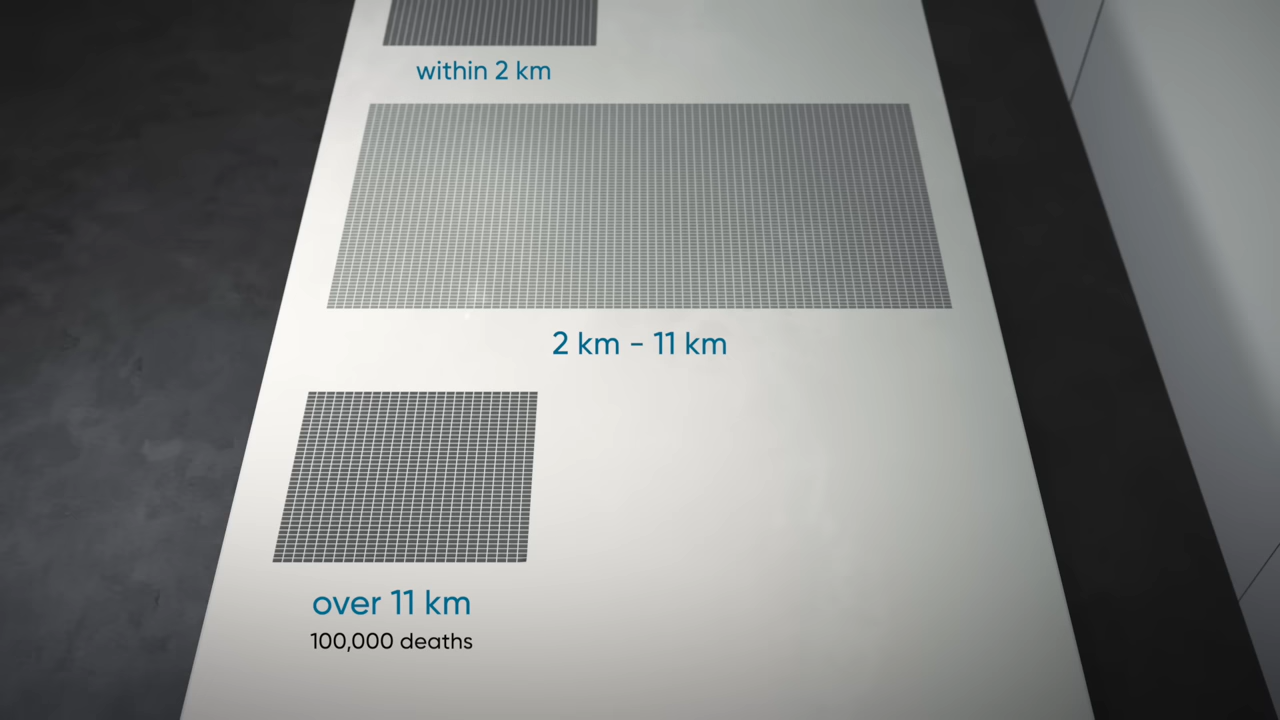 within 2 km
2 km - 11 km
over 11 km
100,000 deaths